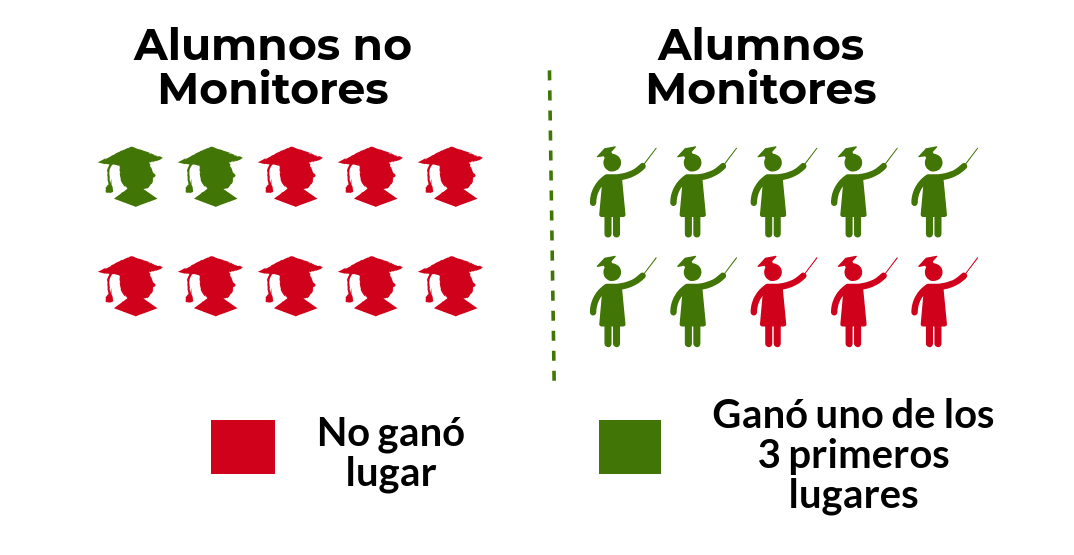 Alumnos no
Monitores
Alumnos
Monitores
No ganó
lugar
Ganó uno de los
3 primeros
lugares